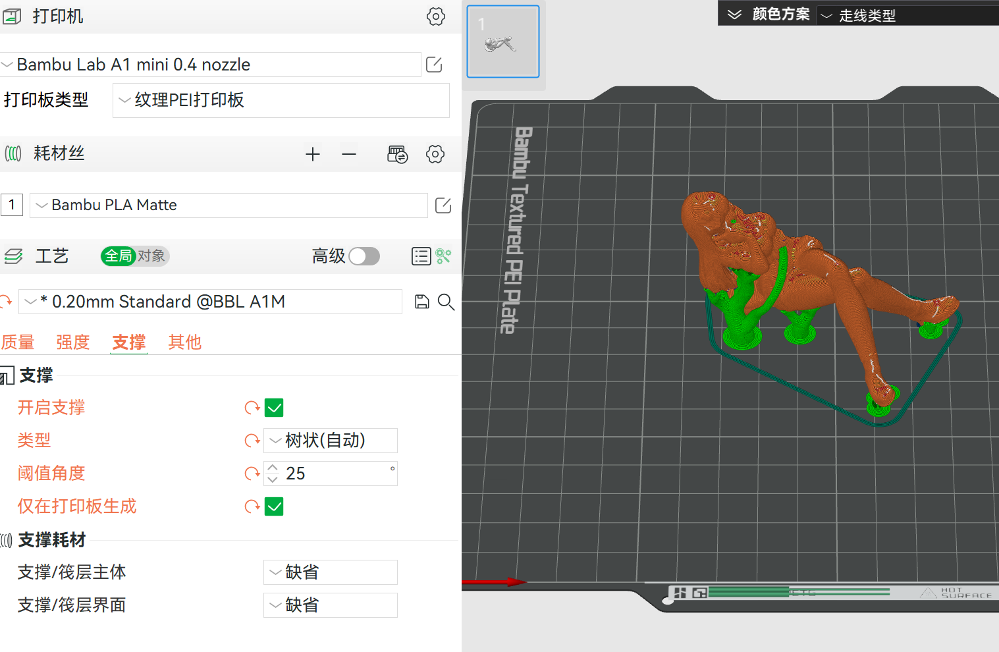 打印机
Bambu Lab A1 mini 0.4 nozzle
打印板类型
纹理PEI打印板
耗材丝
1
Bambu PLA Matte
工艺
全局
对象
高级
* 0.20mm Standard @BBL A1M
质量
强度
支撑
其他
支撑
开启支撑
类型
树状(自动)
阈值角度
25
°
仅在打印板生成
支撑耗材
支撑/筏层主体
缺省
支撑/筏层界面
缺省
1
颜色方案
走线类型
Bambu Textured PEI Plate
HOT
SURFACE